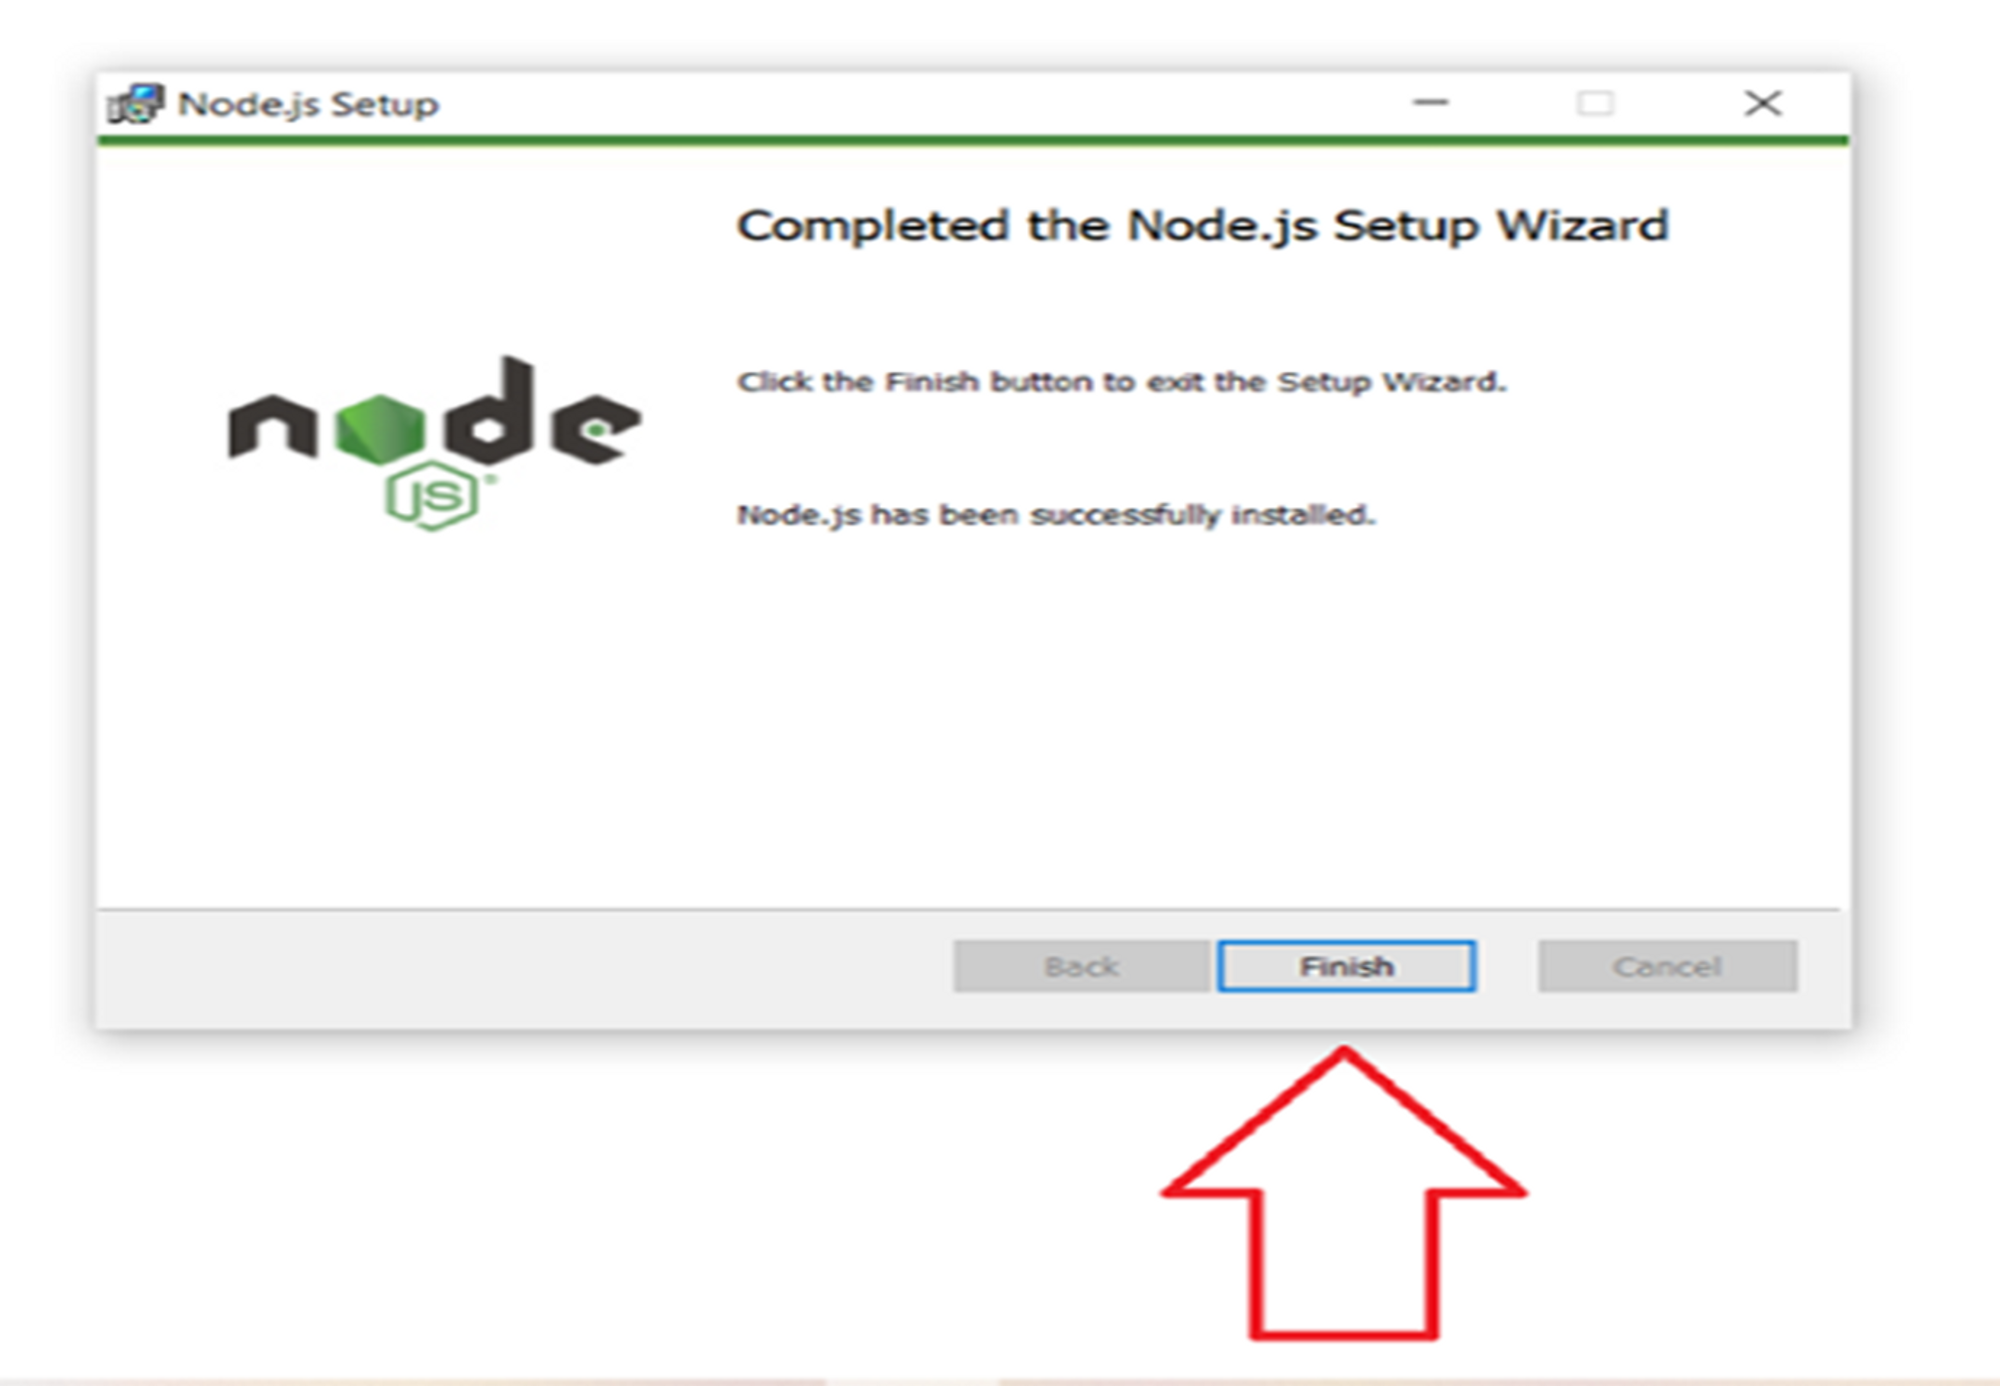 Node.js Setup
Completed the Node.js Setup Wizard
Click the Finish button to exit the Setup Wizard.
node
JS
Node.js has been successfully installed.
Back
Finish
Cancel